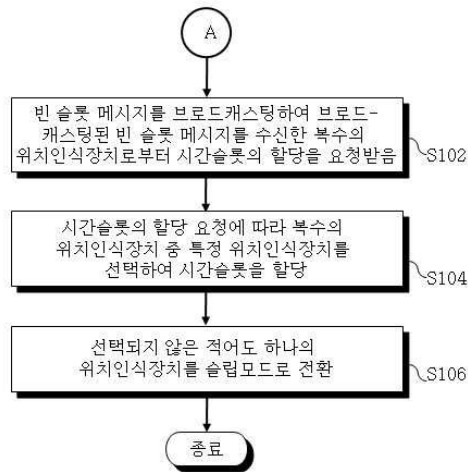 A
빈 슬롯 메시지를 브로드캐스팅하여 브로드-
캐스팅된 빈 슬롯 메시지를 수신한 복수의
위치인식장치로부터 시간슬롯의 할당을 요청받음
S102
시간슬롯의 할당 요청에 따라 복수의
위치인식장치 중 특정 위치인식장치를
선택하여 시간슬롯을 할당
S104
선택되지 않은 적어도 하나의
위치인식장치를 슬립모드로 전환
S106
종료